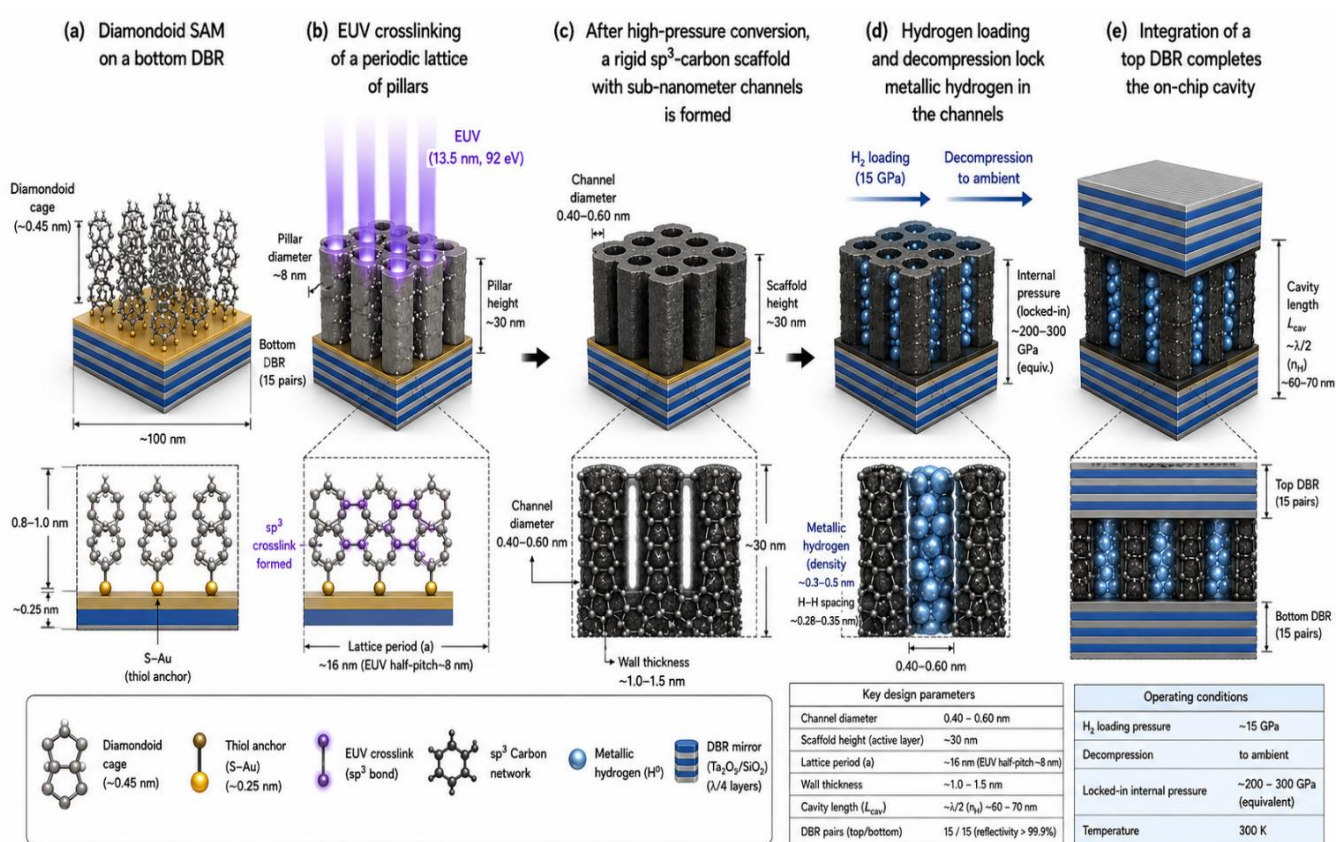 (a) Diamondoid SAM
on a bottom DBR
(b) EUV crosslinking
of a periodic lattice
of pillars
(c) After high-pressure conversion,
a rigid sp³-carbon scaffold
with sub-nanometer channels
is formed
(d) Hydrogen loading
and decompression lock
metallic hydrogen in
the channels
(e) Integration of a
top DBR completes
the on-chip cavity
Diamondoid
cage
(~0.45 nm)
~100 nm
Bottom
DBR
(15 pairs)
EUV
(13.5 nm, 92 eV)
Pillar
diameter
~8 nm
Pillar
height
~30 nm
Channel
diameter
0.40–0.60 nm
Scaffold
height
~30 nm
H₂ loading
(15 GPa)
Decompression
to ambient
Internal
pressure
(locked-in)
~200–300
GPa
(equiv.)
Cavity
length
L_cav
~λ/2
(n_H)
~60–70 nm
0.8–1.0 nm
~0.25 nm
S–Au
(thiol anchor)
sp³
crosslink
formed
Lattice period (a)
~16 nm (EUV half-pitch~8 nm)
Channel
diameter
0.40–0.60 nm
~30 nm
Wall thickness
~1.0–1.5 nm
Metallic
hydrogen
(density
~0.3–0.5 nm
H–H spacing
~0.28–0.35 nm)
0.40–0.60 nm
Top DBR
(15 pairs)
Bottom DBR
(15 pairs)
Diamondoid
cage
(~0.45 nm)
Thiol anchor
(S–Au)
(~0.25 nm)
EUV crosslink
(sp³ bond)
sp³ Carbon
network
Metallic
hydrogen (H⁰)
DBR mirror
(Ta₂O₅/SiO₂)
(λ/4 layers)
Key design parameters
Channel diameter 0.40 – 0.60 nm
Scaffold height (active layer) ~30 nm
Lattice period (a) ~16 nm (EUV half-pitch~8 nm)
Wall thickness ~1.0 – 1.5 nm
Cavity length (L_cav) ~λ/2 (n_H) ~60 – 70 nm
DBR pairs (top/bottom) 15 / 15 (reflectivity > 99.9%)
Operating conditions
H₂ loading pressure ~15 GPa
Decompression to ambient
Locked-in internal pressure ~200 – 300 GPa
(equivalent)
Temperature 300 K